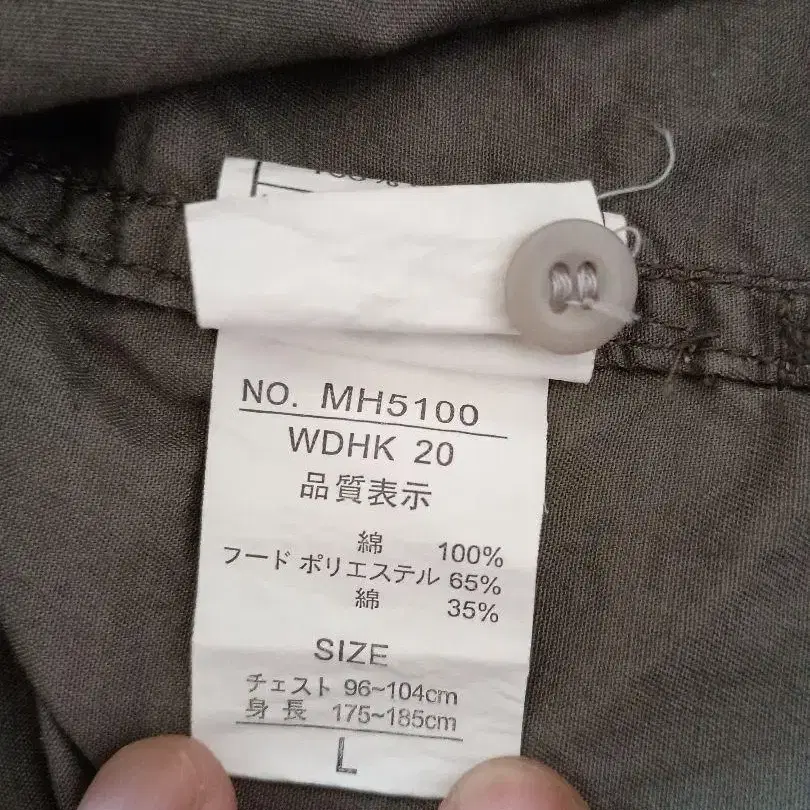 NO. MH5100
WDHK 20
品質表示
綿 100%
フード ポリエステル 65%
綿 35%
SIZE
チェスト 96~104cm
身長 175~185cm
L